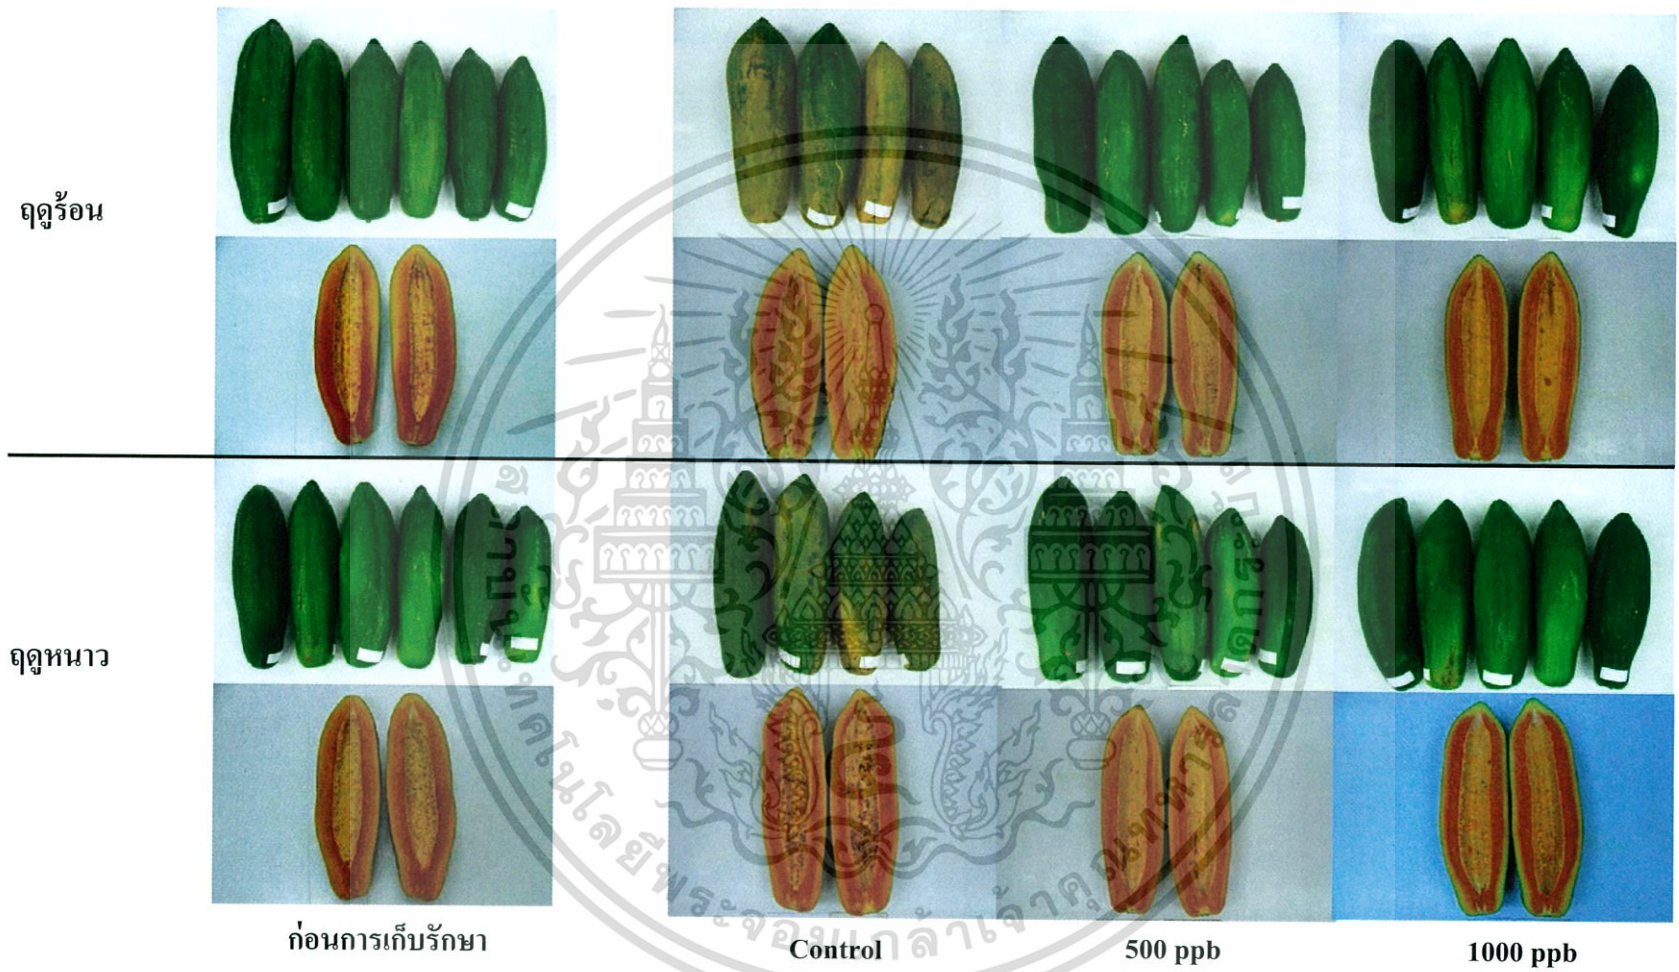 ฤดูร้อน
ฤดูหนาว
ก่อนการเก็บรักษา
Control
500 ppb
1000 ppb